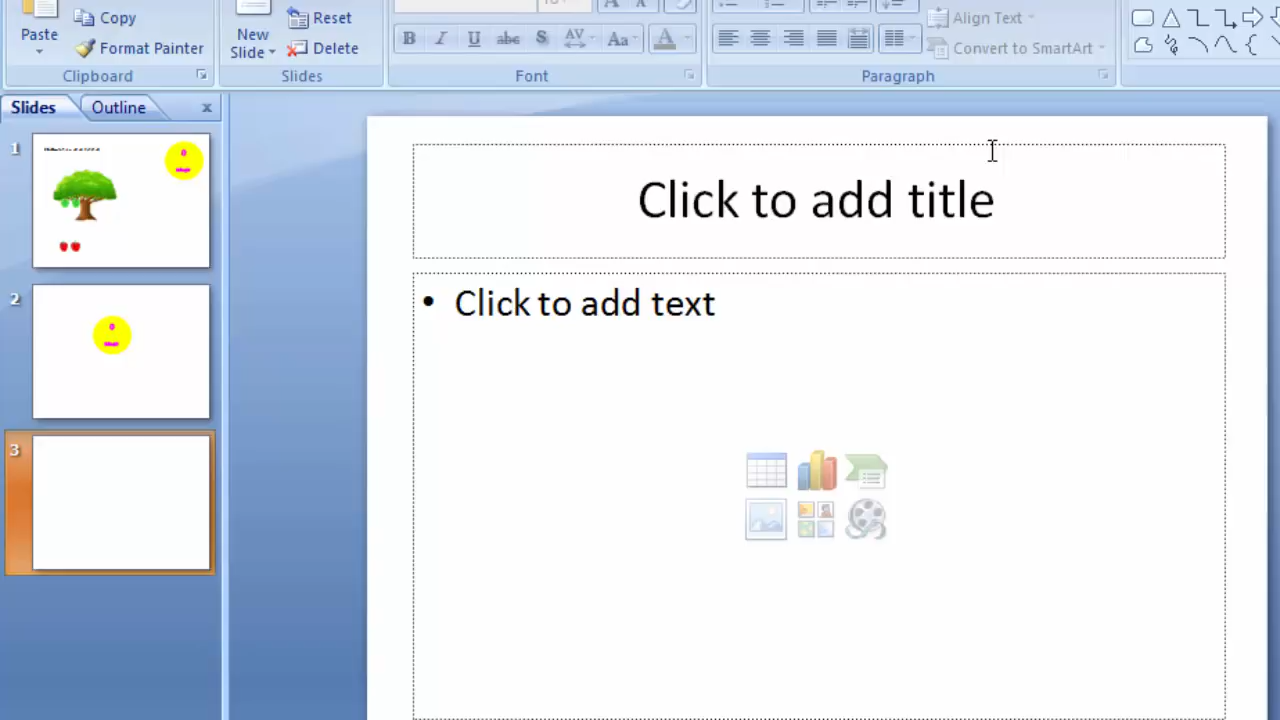 Paste
Copy
Format Painter
Clipboard
New
Slide
Reset
Delete
Slides
B I U abc S AV Aa A
Font
Align Text
Convert to SmartArt
Paragraph
Slides
Outline
x
1
2
3
Click to add title
• Click to add text